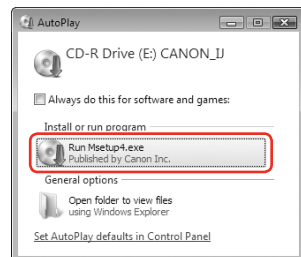 AutoPlay
CD-R Drive (E:) CANON_IJ
Always do this for software and games:
Install or run program
Run Msetup4.exe
Published by Canon Inc.
General options
Open folder to view files
using Windows Explorer
Set AutoPlay defaults in Control Panel